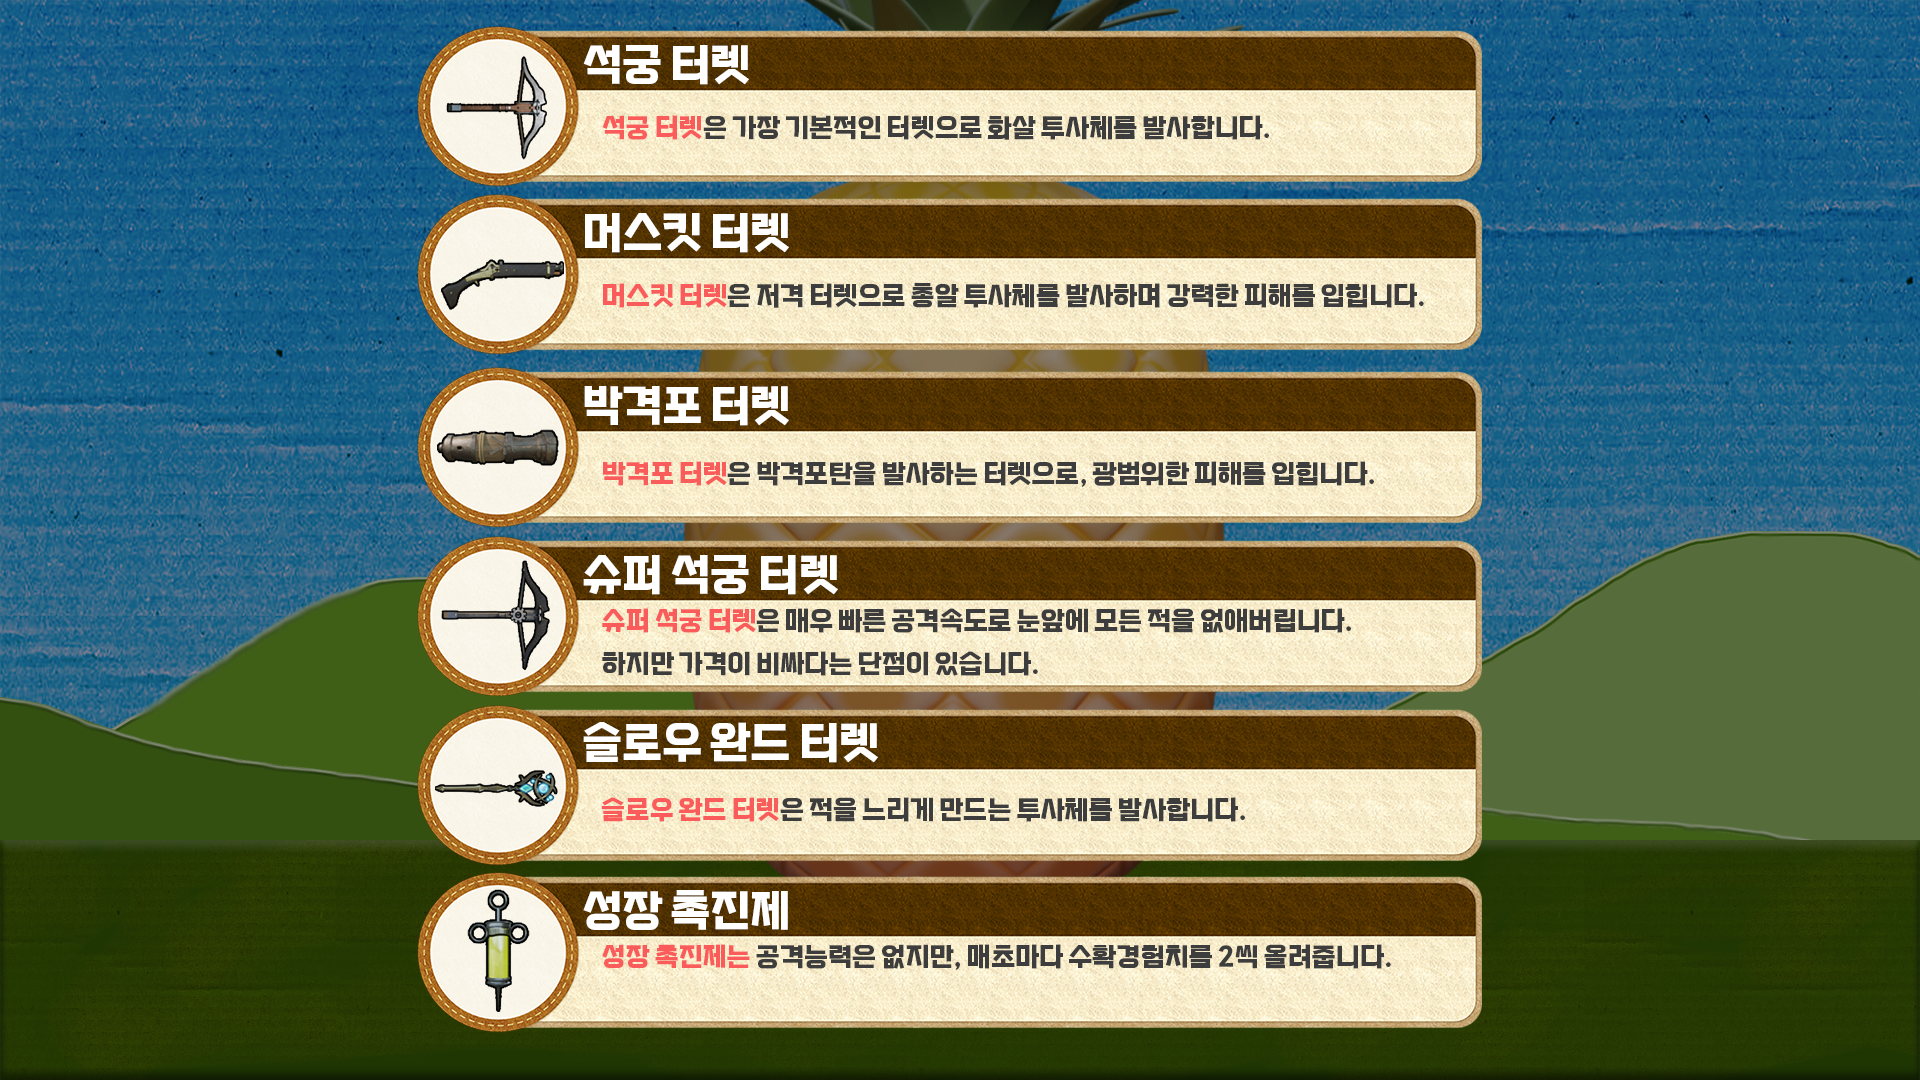 석궁 터렛
석궁 터렛은 가장 기본적인 터렛으로 화살 투사체를 발사합니다.
머스킷 터렛
머스킷 터렛은 저격 터렛으로 총알 투사체를 발사하며 강력한 피해를 입힙니다.
박격포 터렛
박격포 터렛은 박격포탄을 발사하는 터렛으로, 광범위한 피해를 입힙니다.
슈퍼 석궁 터렛
슈퍼 석궁 터렛은 매우 빠른 공격속도로 눈앞에 모든 적을 없애버립니다.
하지만 가격이 비싸다는 단점이 있습니다.
슬로우 완드 터렛
슬로우 완드 터렛은 적을 느리게 만드는 투사체를 발사합니다.
성장 촉진제
성장 촉진제는 공격능력은 없지만, 매초마다 수확경험치를 2씩 올려줍니다.